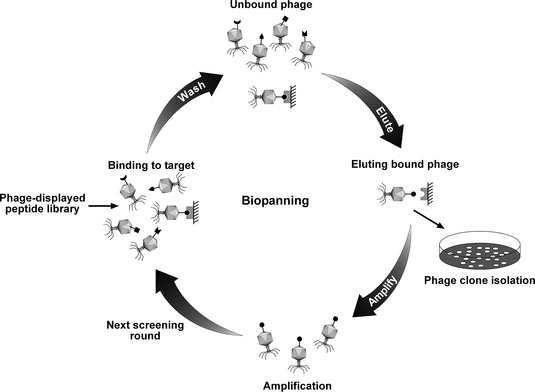 Unbound phage
Wash
Elute
Binding to target
Eluting bound phage
Phage-displayed
peptide library
Biopanning
Phage clone isolation
Amplify
Next screening
round
Amplification